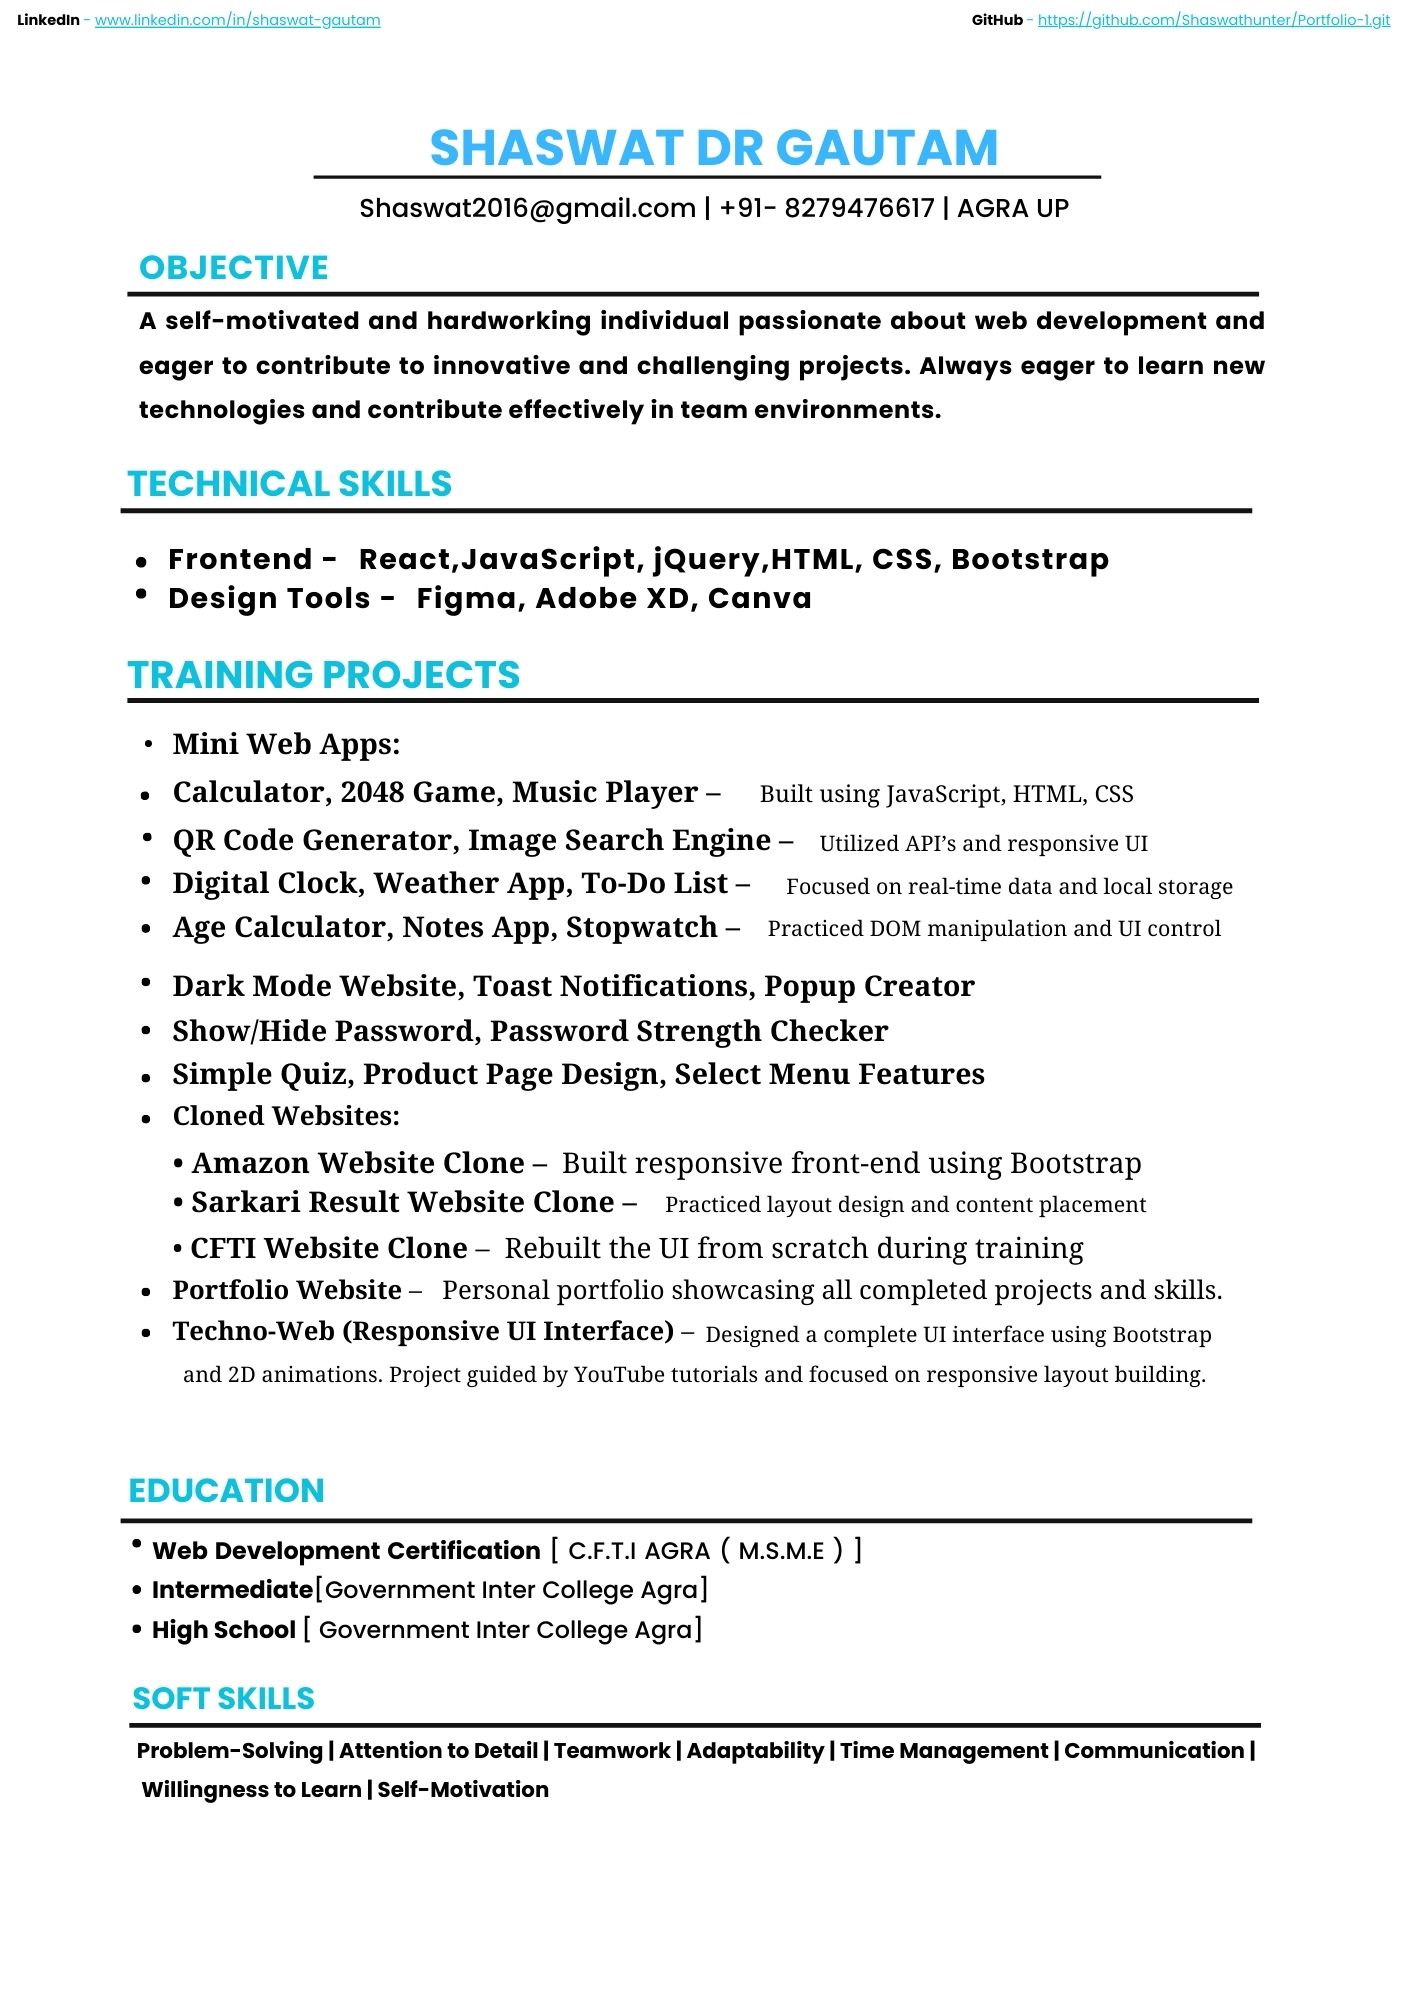 LinkedIn - www.linkedin.com/in/shaswat-gautam GitHub - https://github.com/Shaswathunter/Portfolio-1.git
SHASWAT DR GAUTAM
Shaswat2016@gmail.com | +91- 8279476617 | AGRA UP
OBJECTIVE
A self-motivated and hardworking individual passionate about web development and
eager to contribute to innovative and challenging projects. Always eager to learn new
technologies and contribute effectively in team environments.
TECHNICAL SKILLS
• Frontend - React,JavaScript, jQuery,HTML, CSS, Bootstrap
• Design Tools - Figma, Adobe XD, Canva
TRAINING PROJECTS
• Mini Web Apps:
• Calculator, 2048 Game, Music Player – Built using JavaScript, HTML, CSS
• QR Code Generator, Image Search Engine – Utilized API’s and responsive UI
• Digital Clock, Weather App, To-Do List – Focused on real-time data and local storage
• Age Calculator, Notes App, Stopwatch – Practiced DOM manipulation and UI control
• Dark Mode Website, Toast Notifications, Popup Creator
• Show/Hide Password, Password Strength Checker
• Simple Quiz, Product Page Design, Select Menu Features
• Cloned Websites:
• Amazon Website Clone – Built responsive front-end using Bootstrap
• Sarkari Result Website Clone – Practiced layout design and content placement
• CFTI Website Clone – Rebuilt the UI from scratch during training
• Portfolio Website – Personal portfolio showcasing all completed projects and skills.
• Techno-Web (Responsive UI Interface) – Designed a complete UI interface using Bootstrap
and 2D animations. Project guided by YouTube tutorials and focused on responsive layout building.
EDUCATION
• Web Development Certification [ C.F.T.I AGRA ( M.S.M.E ) ]
• Intermediate[Government Inter College Agra]
• High School [ Government Inter College Agra]
SOFT SKILLS
Problem-Solving | Attention to Detail | Teamwork | Adaptability | Time Management | Communication |
Willingness to Learn | Self-Motivation